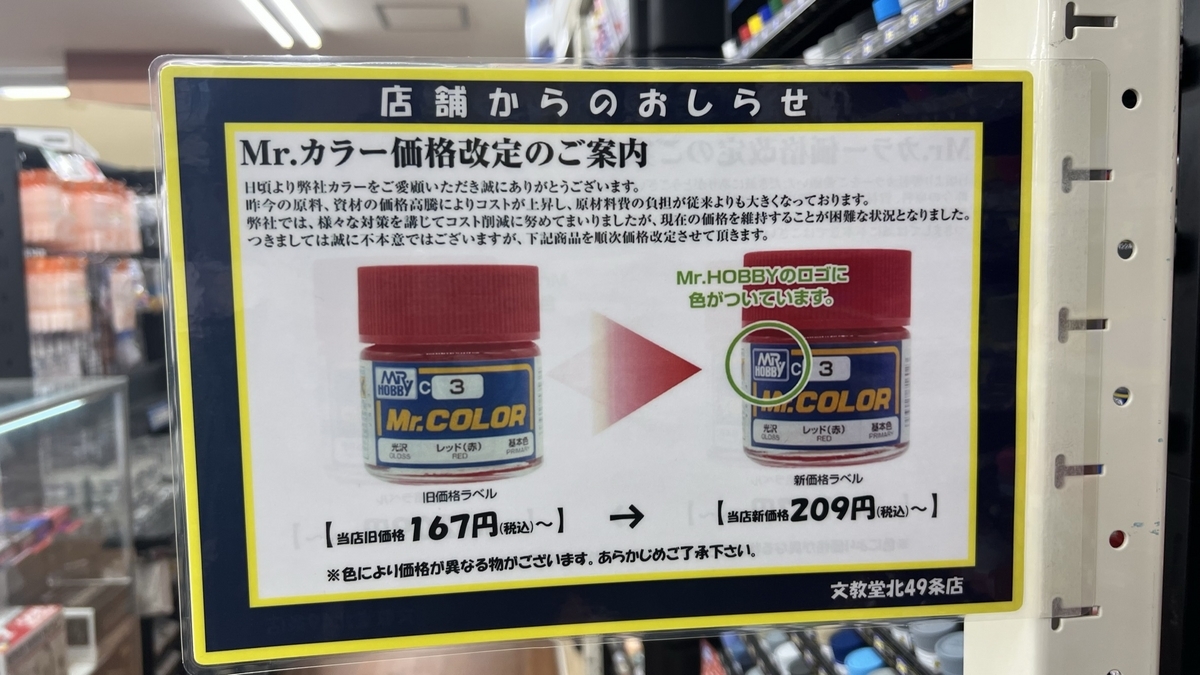 店舗からのおしらせ
Mr.カラー価格改定のご案内
日頃より弊社カラーをご愛顧いただき誠にありがとうございます。
昨今の原料、資材の価格高騰によりコストが上昇し、原材料費の負担が従来よりも大きくなっております。
弊社では、様々な対策を講じてコスト削減に努めてまいりましたが、現在の価格を維持することが困難な状況となりました。
つきましては誠に不本意ではございますが、下記商品を順次価格改定させて頂きます。
Mr.HOBBYのロゴに
色がついています。
MR HOBBY C 3
Mr.COLOR
光沢 レッド(赤) 基本色
GLOSS RED PRIMARY
旧価格ラベル
MR HOBBY C 3
Mr.COLOR
光沢 レッド(赤) 基本色
GLOSS RED PRIMARY
新価格ラベル
【当店旧価格167円(税込)～】 → 【当店新価格209円(税込)～】
※色により価格が異なる物がございます。あらかじめご了承下さい。
文教堂北49条店